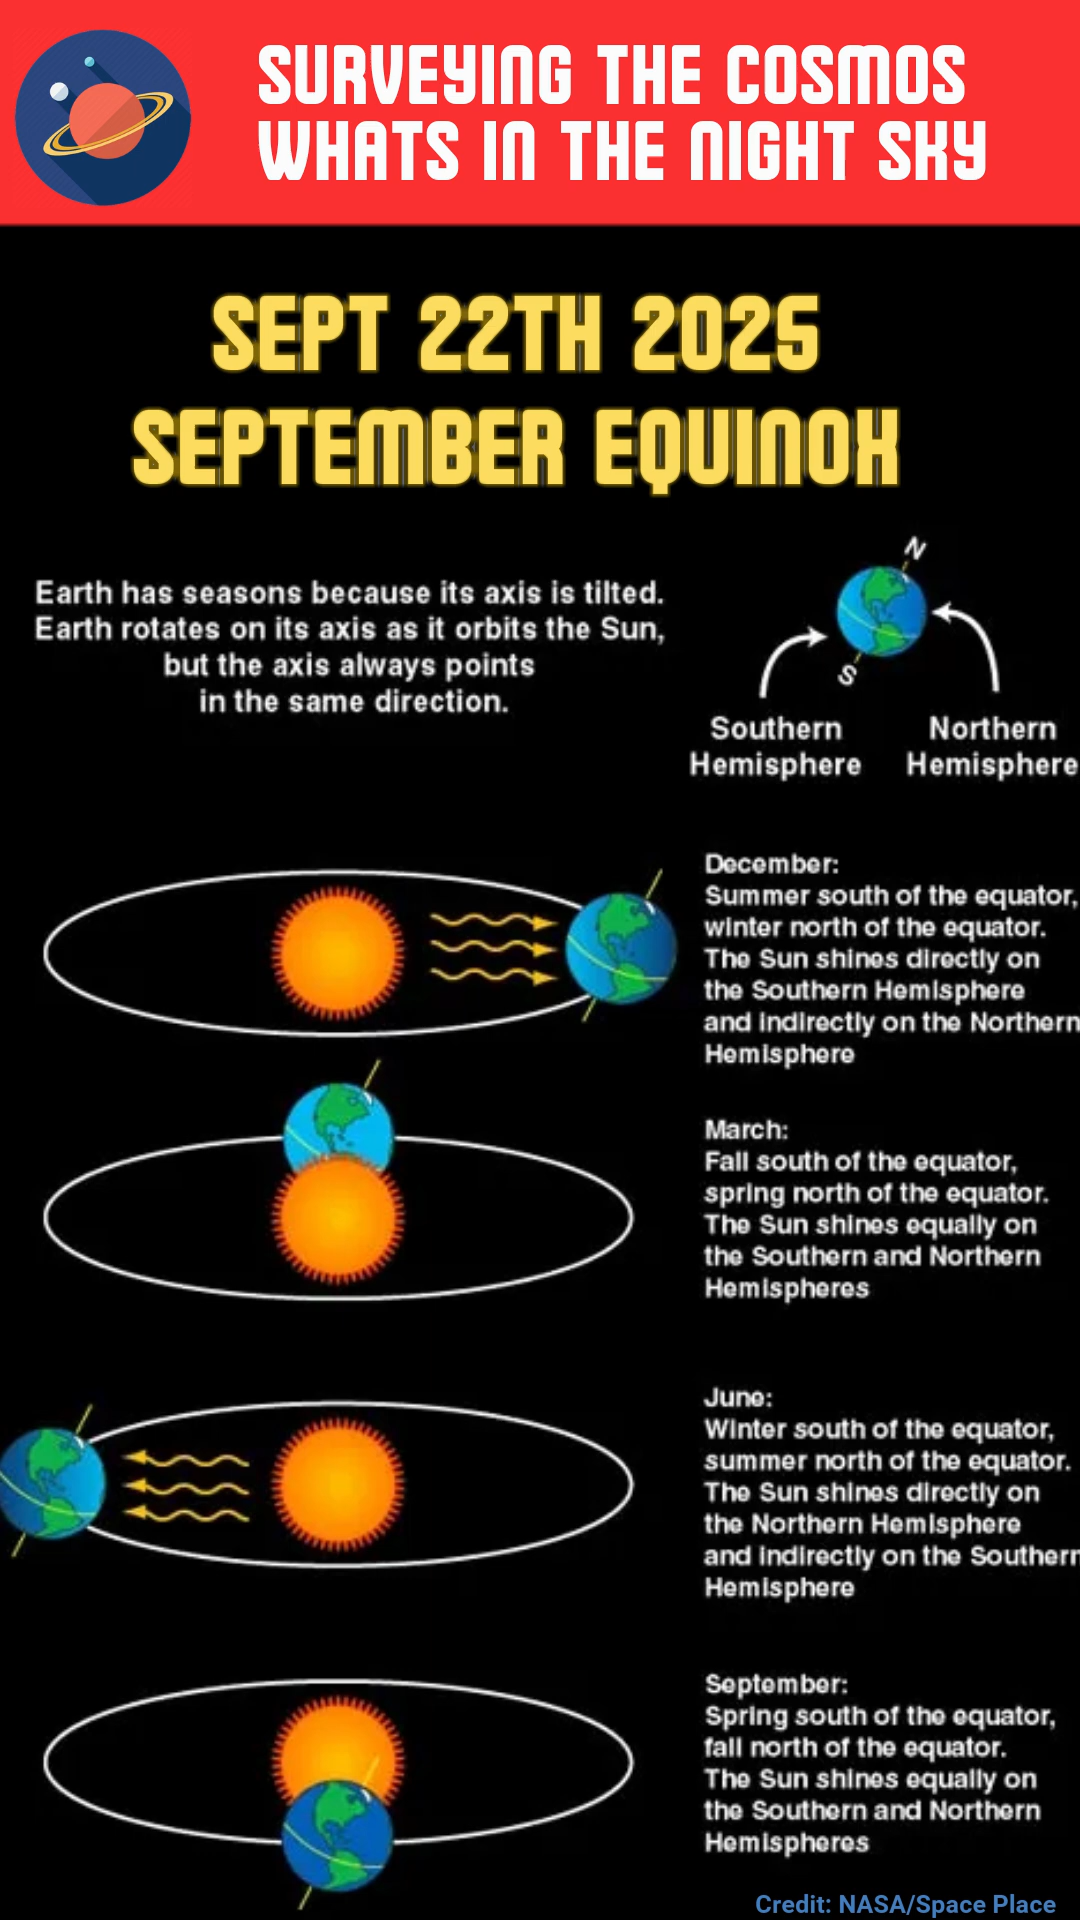 SURVEYING THE COSMOS
WHATS IN THE NIGHT SKY
SEPT 22TH 2025
SEPTEMBER EQUINOX
Earth has seasons because its axis is tilted.
Earth rotates on its axis as it orbits the Sun,
but the axis always points
in the same direction.
N
S
Southern
Hemisphere
Northern
Hemisphere
December:
Summer south of the equator,
winter north of the equator.
The Sun shines directly on
the Southern Hemisphere
and indirectly on the Northern
Hemisphere
March:
Fall south of the equator,
spring north of the equator.
The Sun shines equally on
the Southern and Northern
Hemispheres
June:
Winter south of the equator,
summer north of the equator.
The Sun shines directly on
the Northern Hemisphere
and indirectly on the Southern
Hemisphere
September:
Spring south of the equator,
fall north of the equator.
The Sun shines equally on
the Southern and Northern
Hemispheres
Credit: NASA/Space Place